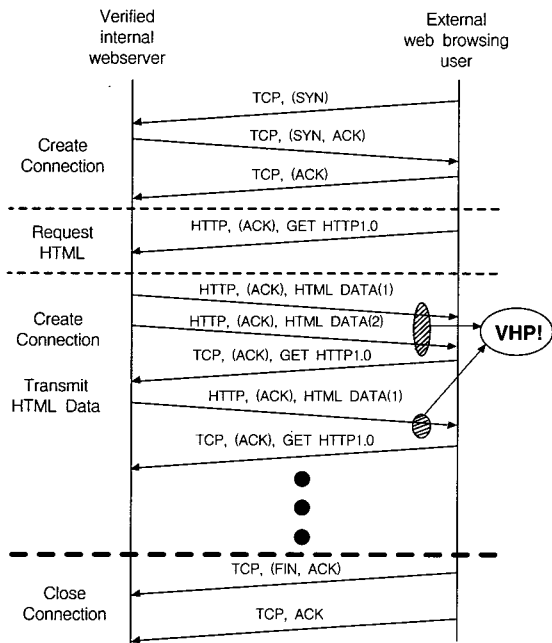 Verified
internal
webserver
External
web browsing
user
TCP, (SYN)
TCP, (SYN, ACK)
Create
Connection
TCP, (ACK)
HTTP, (ACK), GET HTTP1.0
Request
HTML
HTTP, (ACK), HTML DATA(1)
HTTP, (ACK), HTML DATA(2)
Create
Connection
VHP!
TCP, (ACK), GET HTTP1.0
Transmit
HTML Data
HTTP, (ACK), HTML DATA(1)
TCP, (ACK), GET HTTP1.0
TCP, (FIN, ACK)
Close
Connection
TCP, ACK